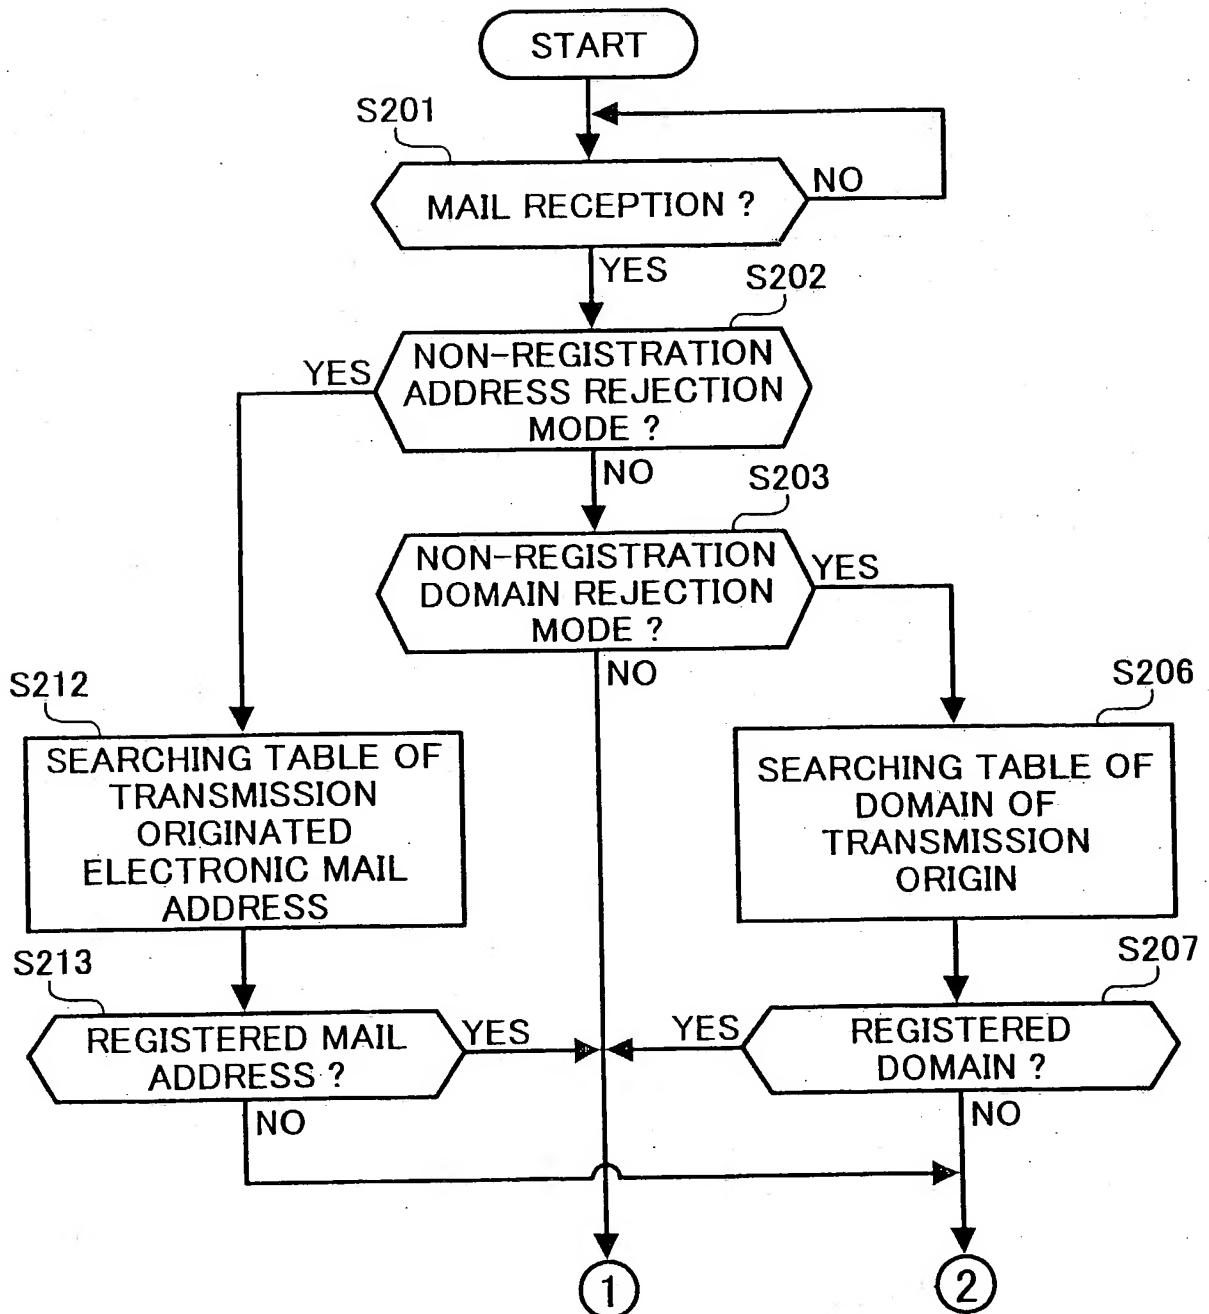 START
S201
MAIL RECEPTION ?
NO
YES
S202
NON-REGISTRATION
ADDRESS REJECTION
MODE ?
YES
NO
S203
NON-REGISTRATION
DOMAIN REJECTION
MODE ?
YES
NO
S212
SEARCHING TABLE OF
TRANSMISSION
ORIGINATED
ELECTRONIC MAIL
ADDRESS
S206
SEARCHING TABLE OF
DOMAIN OF
TRANSMISSION
ORIGIN
S213
REGISTERED MAIL
ADDRESS ?
YES
NO
S207
REGISTERED
DOMAIN ?
YES
NO
1
2